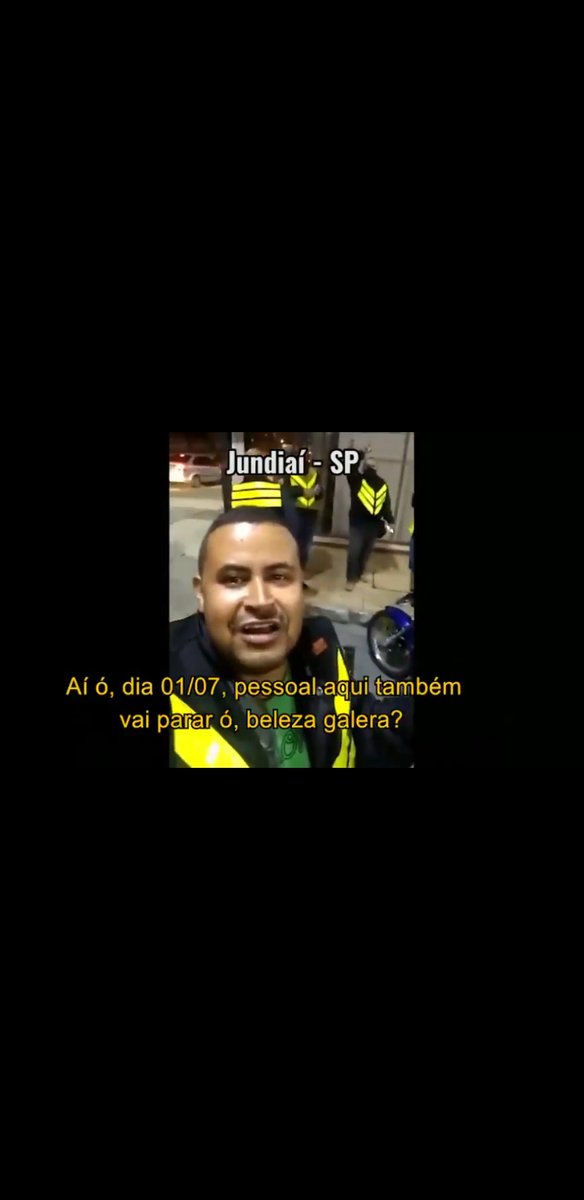 Jundiaí - SP
Aí ó, dia 01/07, pessoal aqui também
vai parar ó, beleza galera?